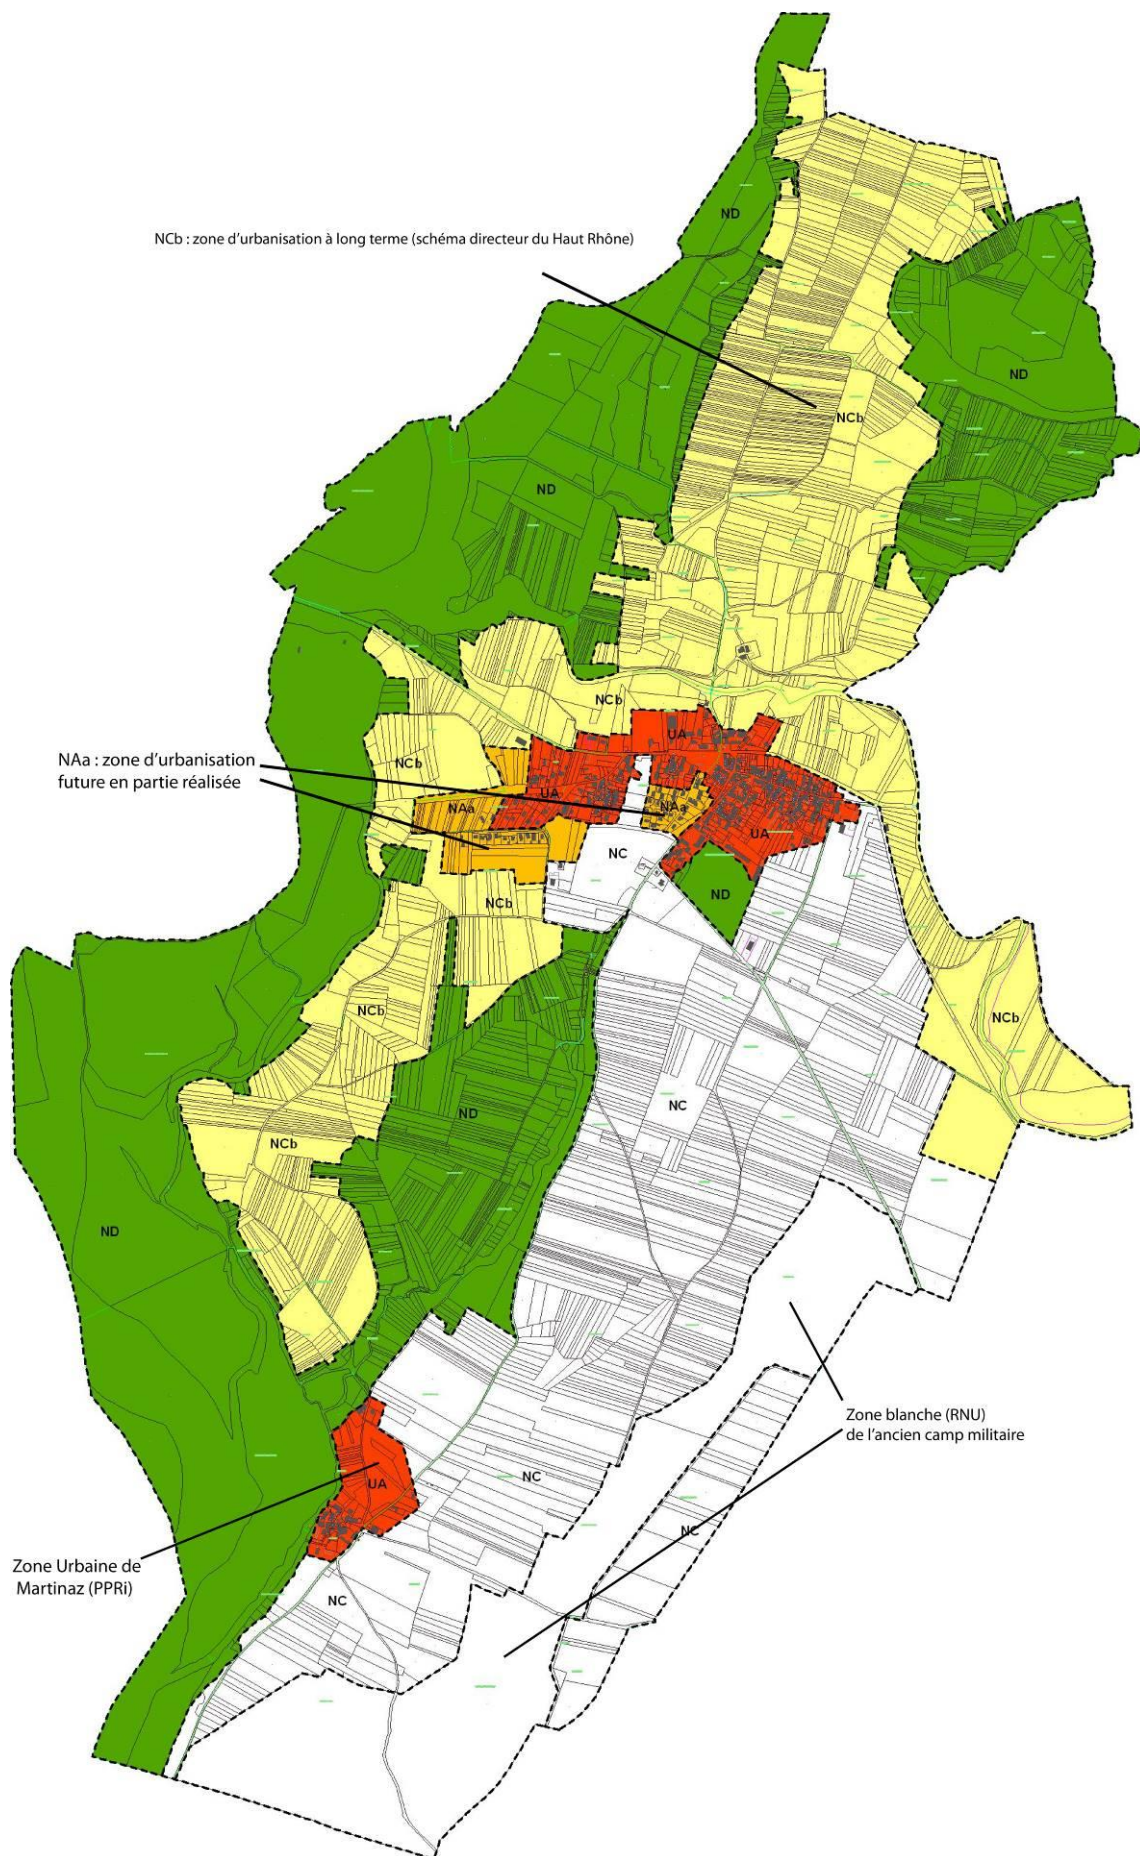 ND
NCb : zone d'urbanisation à long terme (schéma directeur du Haut Rhône)
ND
NCb
ND
NCb
UA
NAa : zone d'urbanisation
future en partie réalisée
NCb
UA
NAa
NAa
UA
NC
ND
NCb
NCb
NCb
NC
ND
NCb
ND
Zone blanche (RNU)
de l'ancien camp militaire
NC
UA
NC
Zone Urbaine de
Martinaz (PPRi)
NC